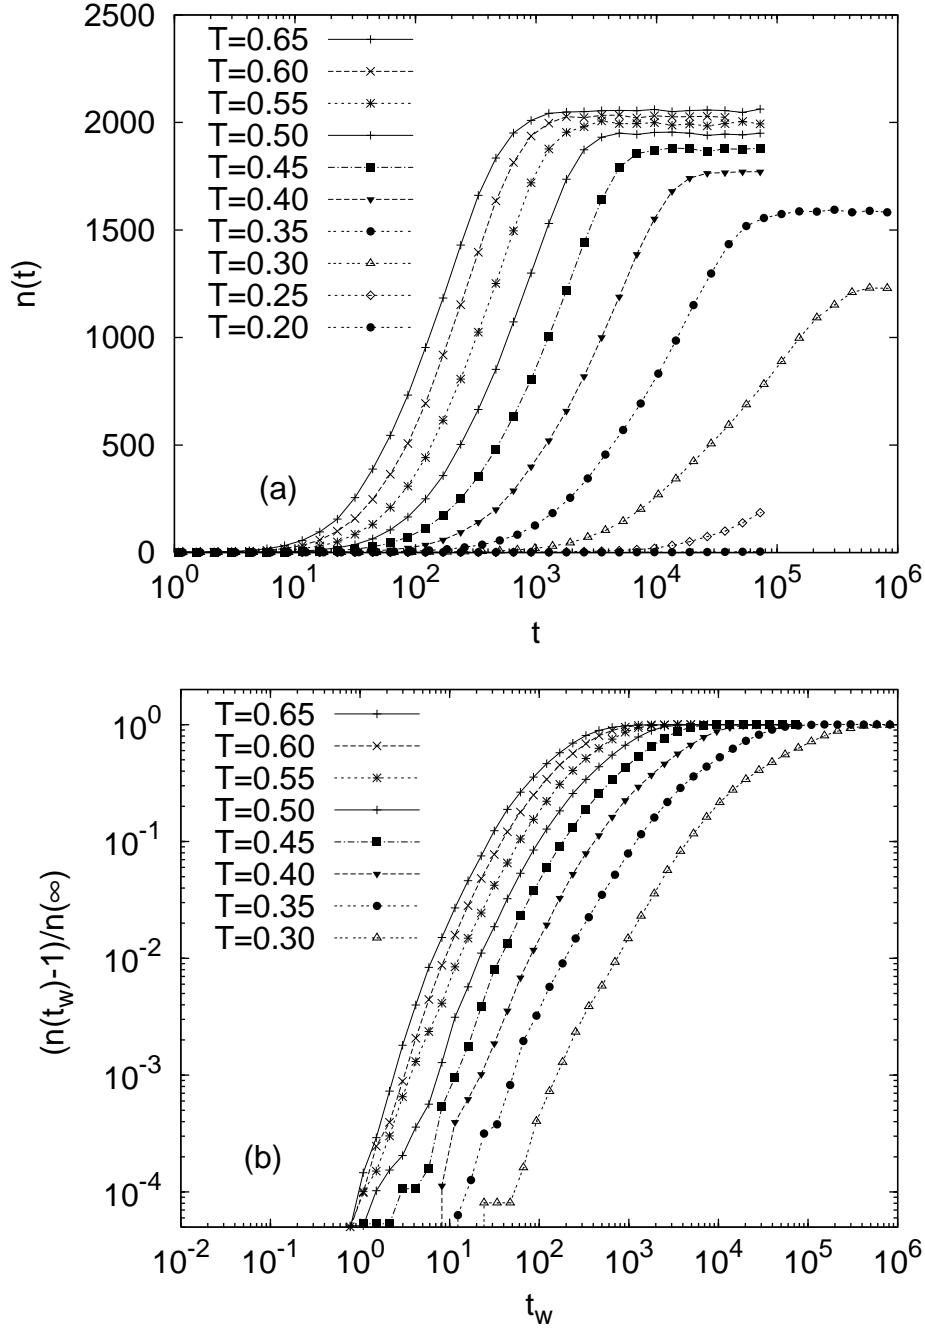 2500
2000
1500
1000
500
0
n(t)
T=0.65
T=0.60
T=0.55
T=0.50
T=0.45
T=0.40
T=0.35
T=0.30
T=0.25
T=0.20
(a)
10^0 10^1 10^2 10^3 10^4 10^5 10^6
t
10^0
10^-1
10^-2
10^-3
10^-4
(n(t_w)-1)/n(∞)
T=0.65
T=0.60
T=0.55
T=0.50
T=0.45
T=0.40
T=0.35
T=0.30
(b)
10^-2 10^-1 10^0 10^1 10^2 10^3 10^4 10^5 10^6
t_w